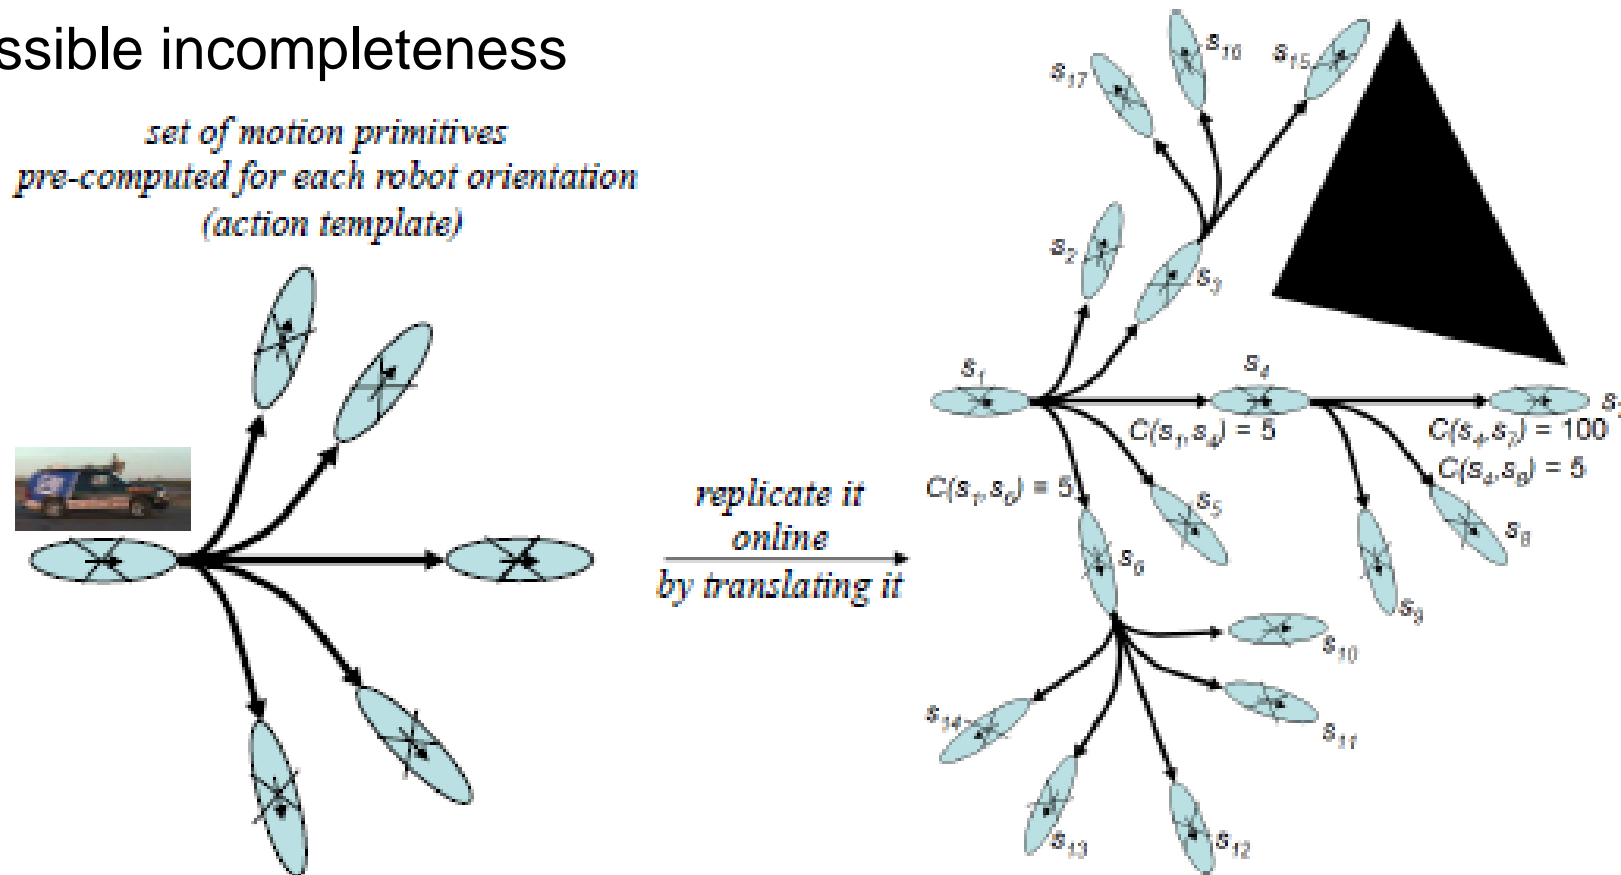 ssible incompleteness
set of motion primitives
pre-computed for each robot orientation
(action template)
replicate it
online
by translating it
s17
s16
s15
s2
s3
s1
s4
s
C(s1,s4) = 5
C(s4,s7) = 100
C(s4,s8) = 5
C(s1,s6) = 5
s5
s8
s6
s9
s10
s14
s11
s13
s12